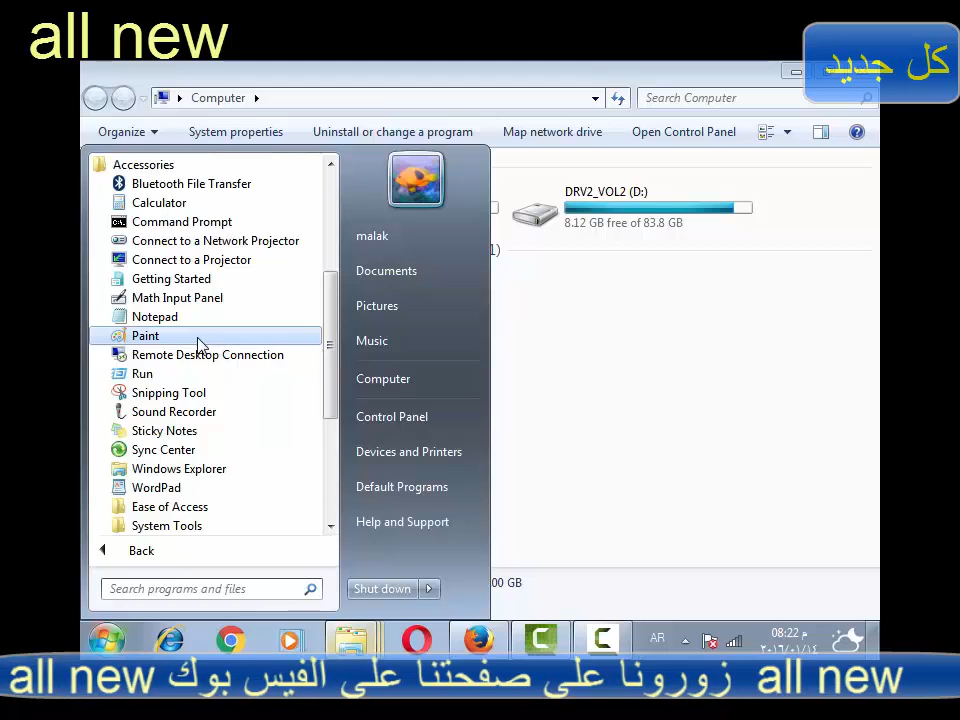 all new
كل جديد
Computer
Search Computer
Organize
System properties
Uninstall or change a program
Map network drive
Open Control Panel
Accessories
Bluetooth File Transfer
Calculator
Command Prompt
Connect to a Network Projector
Connect to a Projector
Getting Started
Math Input Panel
Notepad
Paint
Remote Desktop Connection
Run
Snipping Tool
Sound Recorder
Sticky Notes
Sync Center
Windows Explorer
WordPad
Ease of Access
System Tools
Back
Search programs and files
malak
Documents
Pictures
Music
Computer
Control Panel
Devices and Printers
Default Programs
Help and Support
Shut down
DRV2_VOL2 (D:)
8.12 GB free of 83.8 GB
1)
00 GB
AR
08:22 م
٢٠١٦/٠١/١٤
all new زورونا على صفحتنا على الفيس بوك all new